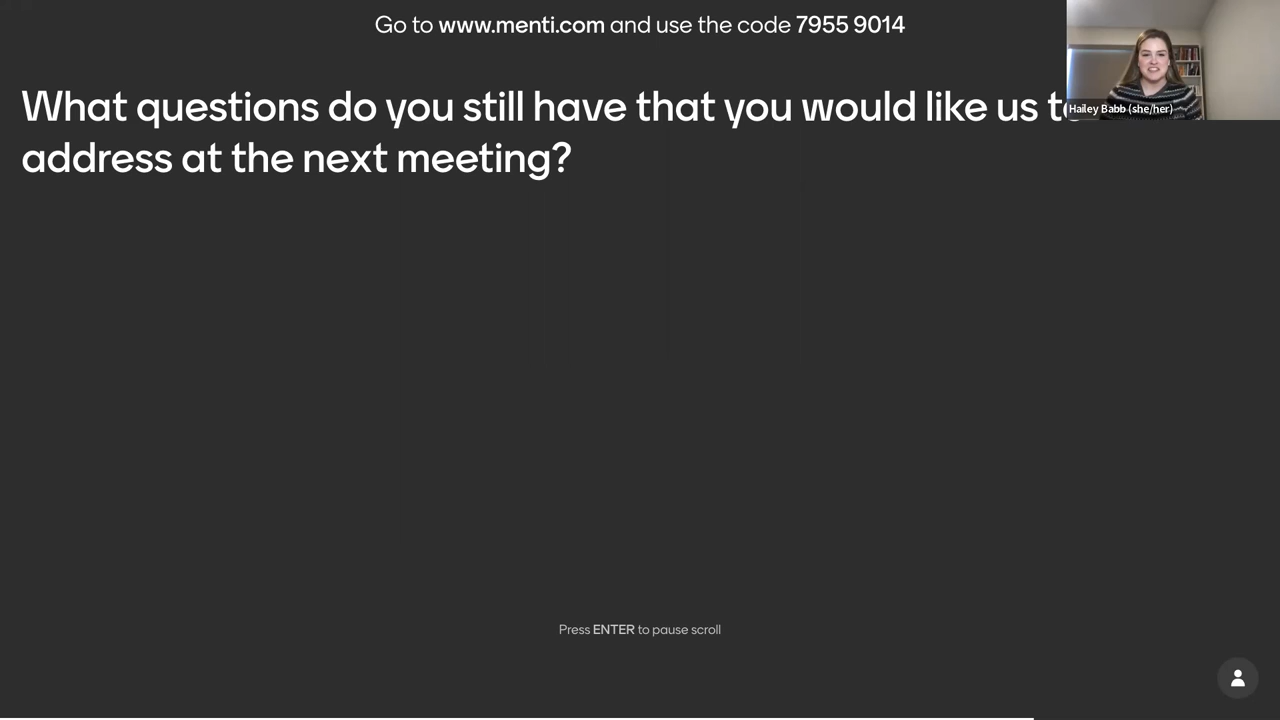 Go to www.menti.com and use the code 7955 9014
What questions do you still have that you would like us to
address at the next meeting?
Hailey Babb (she/her)
Press ENTER to pause scroll